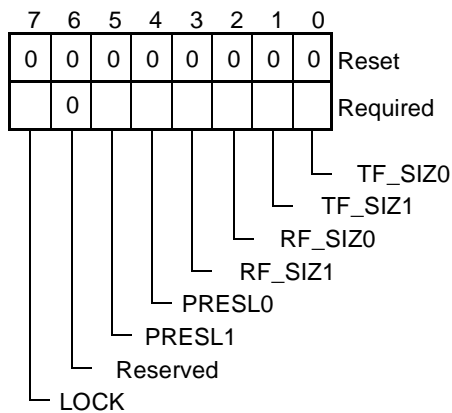 7 6 5 4 3 2 1 0
0 0 0 0 0 0 0 0 Reset
0 Required
TF_SIZ0
TF_SIZ1
RF_SIZ0
RF_SIZ1
PRESL0
PRESL1
Reserved
LOCK